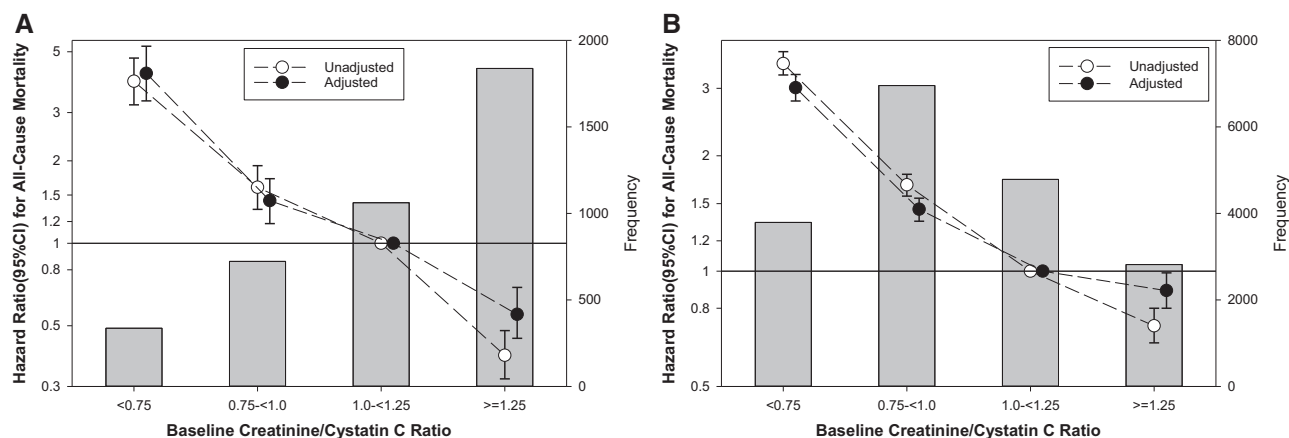 A
Hazard Ratio(95%CI) for All-Cause Mortality
5
3
2
1.5
1.2
1
0.8
0.5
0.3
Unadjusted
Adjusted
2000
1500
1000
500
0
Frequency
<0.75
0.75-<1.0
1.0-<1.25
>=1.25
Baseline Creatinine/Cystatin C Ratio
B
Hazard Ratio(95%CI) for All-Cause Mortality
3
2
1.5
1.2
1
0.8
0.5
Unadjusted
Adjusted
8000
6000
4000
2000
0
Frequency
<0.75
0.75-<1.0
1.0-<1.25
>=1.25
Baseline Creatinine/Cystatin C Ratio